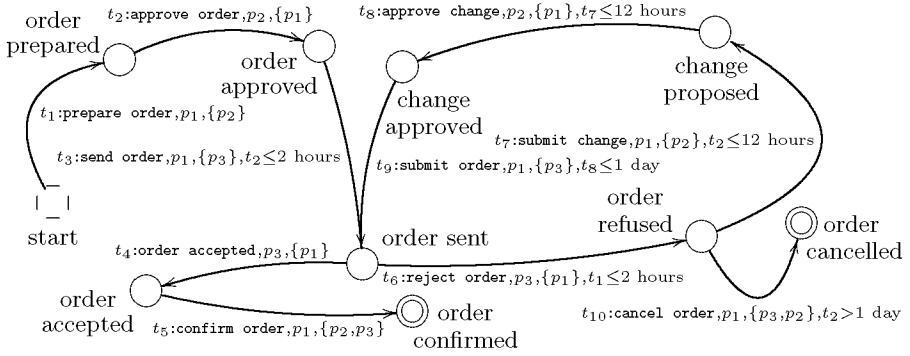 t₂:approve order,p₂,{p₁}
t₈:approve change,p₂,{p₁},t₇≤12 hours
order
prepared
order
approved
change
approved
change
proposed
t₁:prepare order,p₁,{p₂}
t₇:submit change,p₁,{p₂},t₂≤12 hours
t₃:send order,p₁,{p₃},t₂≤2 hours
t₉:submit order,p₁,{p₃},t₈≤1 day
start
order
refused
order
cancelled
order sent
t₄:order accepted,p₃,{p₁}
t₆:reject order,p₃,{p₁},t₁≤2 hours
order
accepted
t₅:confirm order,p₁,{p₂,p₃}
order
confirmed
t₁₀:cancel order,p₁,{p₃,p₂},t₂>1 day